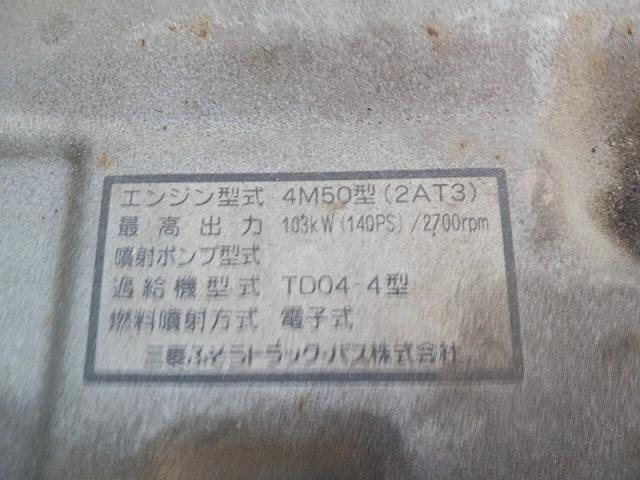 エンジン型式 4M50型(2AT3)
最高出力 103kW(140PS)/2700rpm
噴射ポンプ型式
過給機型式 TD04-4型
燃料噴射方式 電子式
三菱ふそうトラック・バス株式会社